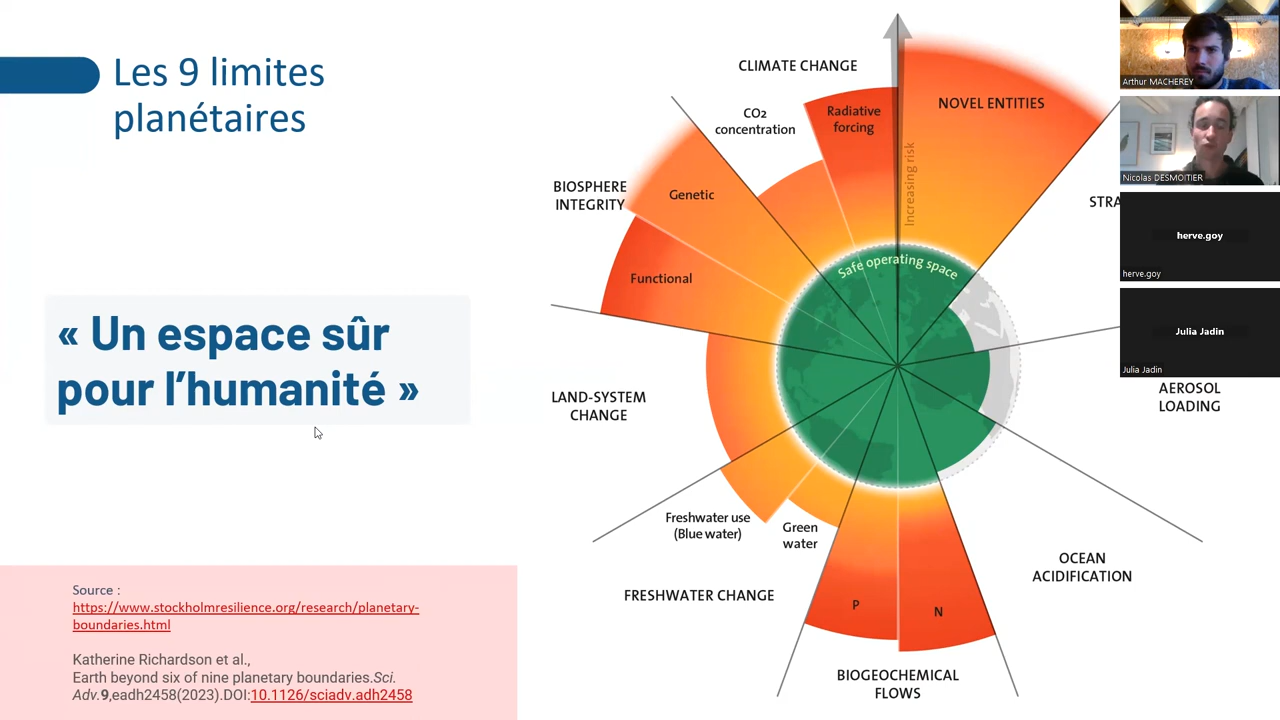 Les 9 limites
planétaires
« Un espace sûr
pour l’humanité »
Source :
https://www.stockholmresilience.org/research/planetary-
boundaries.html
Katherine Richardson et al.,
Earth beyond six of nine planetary boundaries.Sci.
Adv.9,eadh2458(2023).DOI:10.1126/sciadv.adh2458
CLIMATE CHANGE
CO2
concentration
Radiative
forcing
NOVEL ENTITIES
Increasing risk
BIOSPHERE
INTEGRITY
Genetic
Functional
Safe operating space
STRA
LAND-SYSTEM
CHANGE
AEROSOL
LOADING
Freshwater use
(Blue water)
Green
water
FRESHWATER CHANGE
P
N
OCEAN
ACIDIFICATION
BIOGEOCHEMICAL
FLOWS
Arthur MACHEREY
Nicolas DESMOITIER
herve.goy
herve.goy
Julia Jadin
Julia Jadin